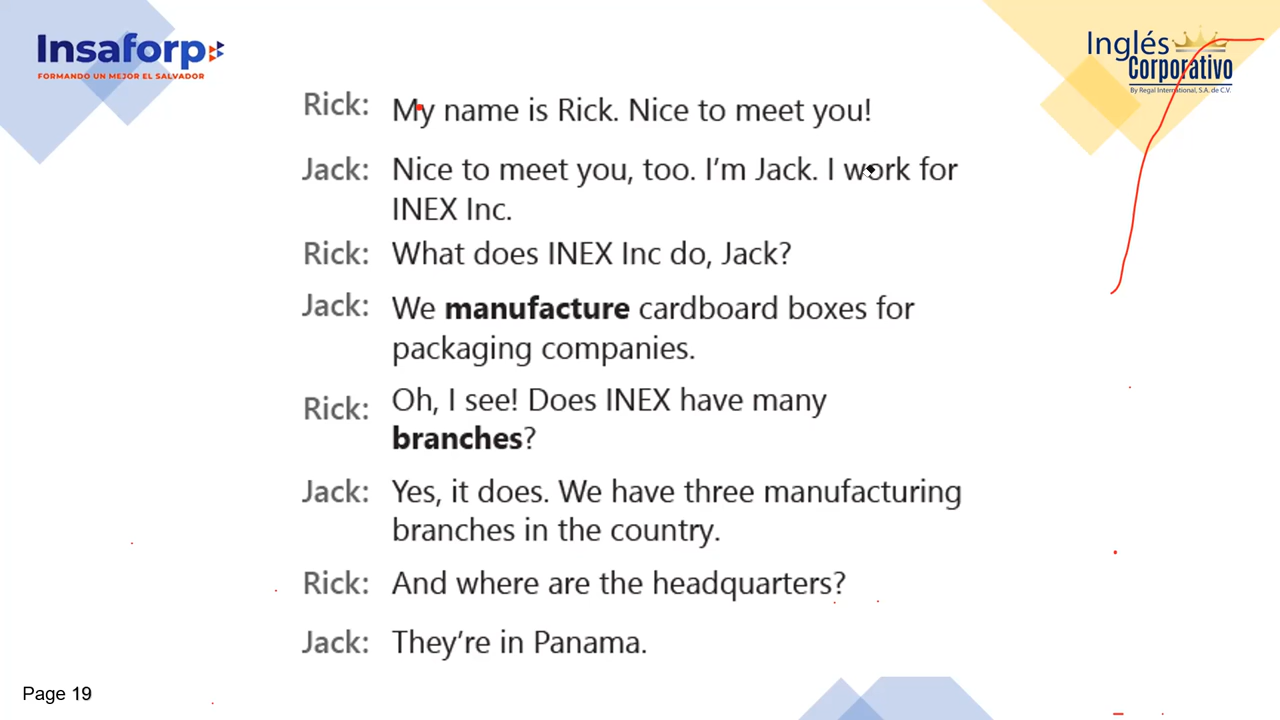 Insaforp
FORMANDO UN MEJOR EL SALVADOR
Inglés
Corporativo
By Regal International, S.A. de C.V.
Rick: My name is Rick. Nice to meet you!
Jack: Nice to meet you, too. I'm Jack. I work for
INEX Inc.
Rick: What does INEX Inc do, Jack?
Jack: We manufacture cardboard boxes for
packaging companies.
Rick: Oh, I see! Does INEX have many
branches?
Jack: Yes, it does. We have three manufacturing
branches in the country.
Rick: And where are the headquarters?
Jack: They're in Panama.
Page 19